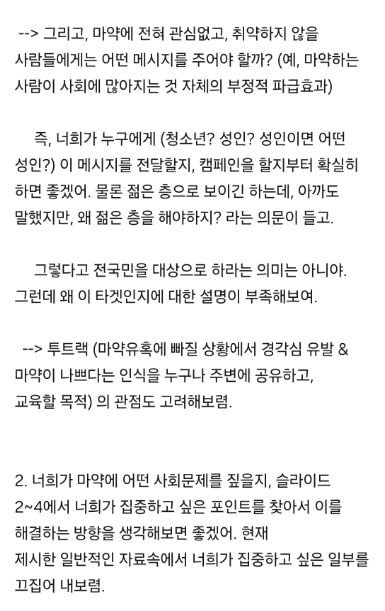 --> 그리고, 마약에 전혀 관심없고, 취약하지 않을
사람들에게는 어떤 메시지를 주어야 할까? (예, 마약하는
사람이 사회에 많아지는 것 자체의 부정적 파급효과)
즉, 너희가 누구에게 (청소년? 성인? 성인이면 어떤
성인?) 이 메시지를 전달할지, 캠페인을 할지부터 확실히
하면 좋겠어. 물론 젊은 층으로 보이긴 하는데, 아까도
말했지만, 왜 젊은 층을 해야하지? 라는 의문이 들고.
그렇다고 전국민을 대상으로 하라는 의미는 아니야.
그런데 왜 이 타겟인지에 대한 설명이 부족해보여.
--> 투트랙 (마약유혹에 빠질 상황에서 경각심 유발 &
마약이 나쁘다는 인식을 누구나 주변에 공유하고,
교육할 목적) 의 관점도 고려해보렴.
2. 너희가 마약에 어떤 사회문제를 짚을지, 슬라이드
2~4에서 너희가 집중하고 싶은 포인트를 찾아서 이를
해결하는 방향을 생각해보면 좋겠어. 현재
제시한 일반적인 자료속에서 너희가 집중하고 싶은 일부를
끄집어 내보렴.